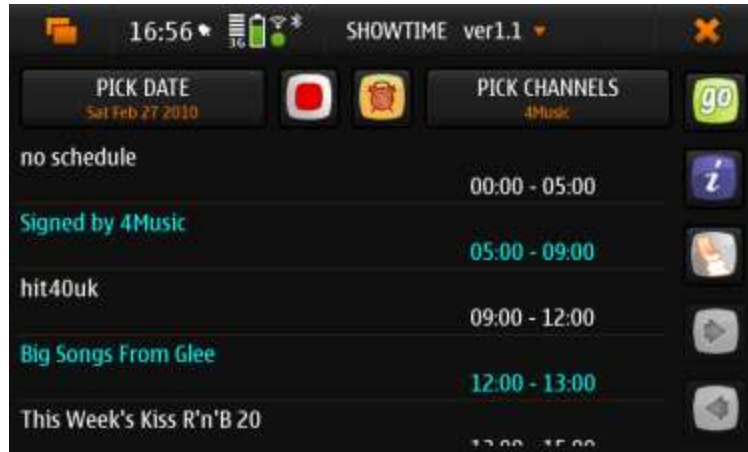 16:56 3G SHOWTIME ver1.1
PICK DATE
Sat Feb 27 2010
PICK CHANNELS
4Music
go
no schedule
00:00 - 05:00
i
Signed by 4Music
05:00 - 09:00
hit40uk
09:00 - 12:00
Big Songs From Glee
12:00 - 13:00
This Week's Kiss R'n'B 20